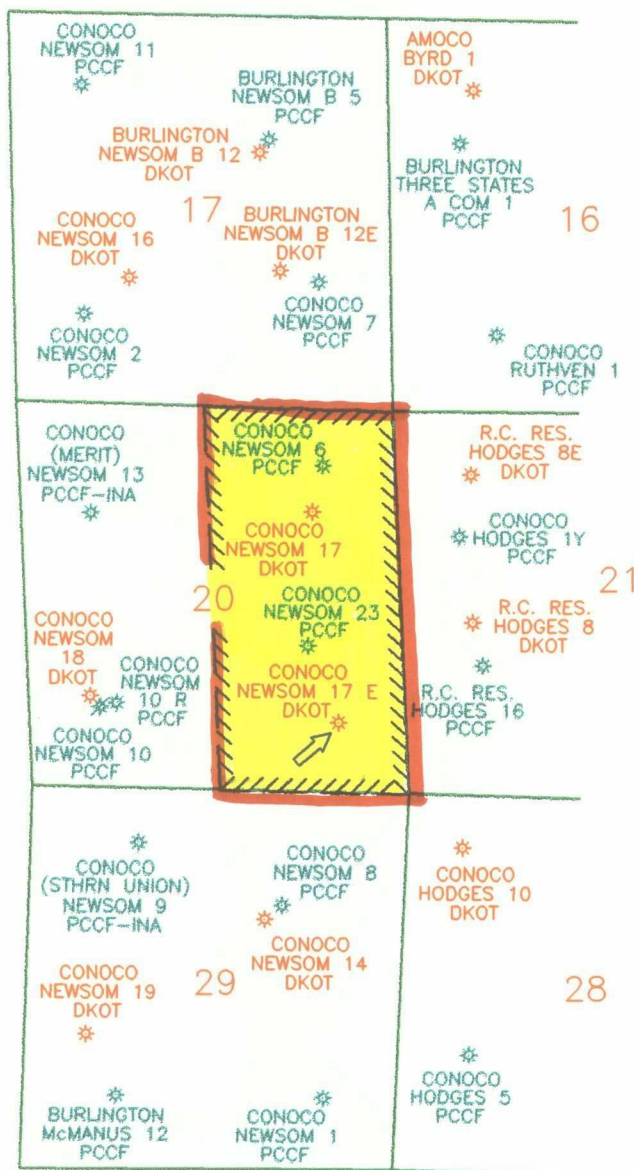 CONOCO
NEWSOM 11
PCCF
BURLINGTON
NEWSOM B 5
PCCF
BURLINGTON
NEWSOM B 12
DKOT
17
CONOCO
NEWSOM 16
DKOT
BURLINGTON
NEWSOM B 12E
DKOT
CONOCO
NEWSOM 2
PCCF
CONOCO
NEWSOM 7
PCCF
AMOCO
BYRD 1
DKOT
BURLINGTON
THREE STATES
A COM 1
PCCF
16
CONOCO
RUTHVEN 1
PCCF
CONOCO
(MERIT)
NEWSOM 13
PCCF-INA
CONOCO
NEWSOM 6
PCCF
CONOCO
NEWSOM 17
DKOT
20
CONOCO
NEWSOM 23
PCCF
CONOCO
NEWSOM
18
DKOT
CONOCO
NEWSOM
10 R
PCCF
CONOCO
NEWSOM 10
PCCF
CONOCO
NEWSOM 17 E
DKOT
R.C. RES.
HODGES 8E
DKOT
CONOCO
HODGES 1Y
PCCF
21
R.C. RES.
HODGES 8
DKOT
R.C. RES.
HODGES 16
PCCF
CONOCO
(STHRN UNION)
NEWSOM 9
PCCF-INA
CONOCO
NEWSOM 8
PCCF
CONOCO
NEWSOM 14
DKOT
CONOCO
NEWSOM 19
DKOT
29
BURLINGTON
McMANUS 12
PCCF
CONOCO
NEWSOM 1
PCCF
CONOCO
HODGES 10
DKOT
28
CONOCO
HODGES 5
PCCF